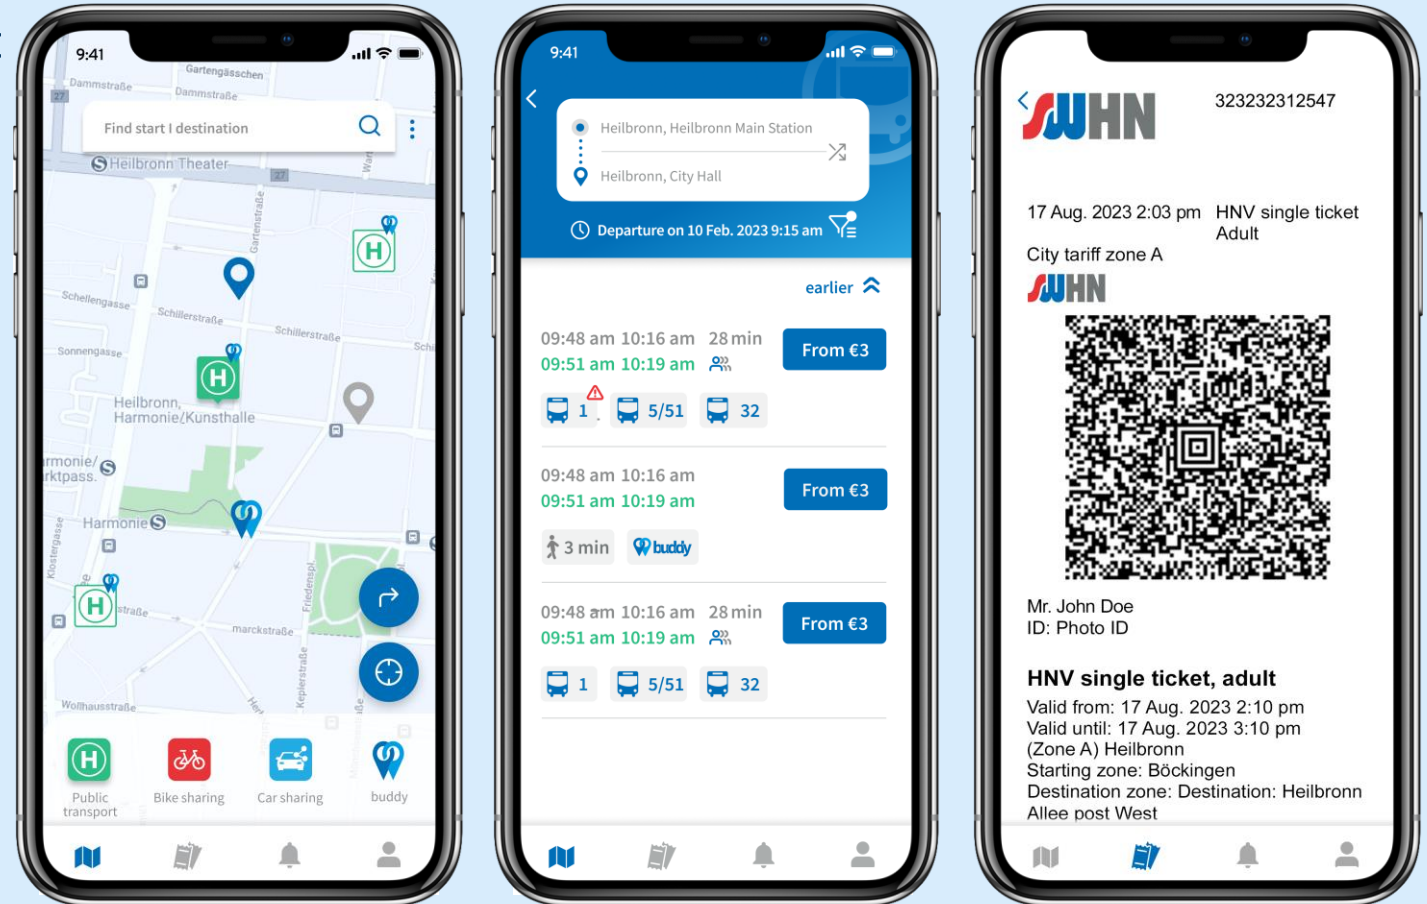 9:41
Gartengässchen
Dammstraße
Dammstraße
27
Find start I destination
Heilbronn Theater
27
Gartenstraße
H
Schellengasse
Schillerstraße
Schillerstraße
Sonnengasse
H
Heilbronn,
Harmonie/Kunsthalle
Harmonie
Klostergasse
Friedenspl.
H
straße
marckstraße
Keplerstraße
Wollhausstraße
H
Public
transport
Bike sharing
Car sharing
buddy
9:41
Heilbronn, Heilbronn Main Station
Heilbronn, City Hall
Departure on 10 Feb. 2023 9:15 am
earlier
09:48 am 10:16 am 28 min
09:51 am 10:19 am
From €3
1 5/51 32
09:48 am 10:16 am
09:51 am 10:19 am
From €3
3 min buddy
09:48 am 10:16 am 28 min
09:51 am 10:19 am
From €3
1 5/51 32
SWHN
323232312547
17 Aug. 2023 2:03 pm HNV single ticket
Adult
City tariff zone A
SWHN
Mr. John Doe
ID: Photo ID
HNV single ticket, adult
Valid from: 17 Aug. 2023 2:10 pm
Valid until: 17 Aug. 2023 3:10 pm
(Zone A) Heilbronn
Starting zone: Böckingen
Destination zone: Destination: Heilbronn
Allee post West